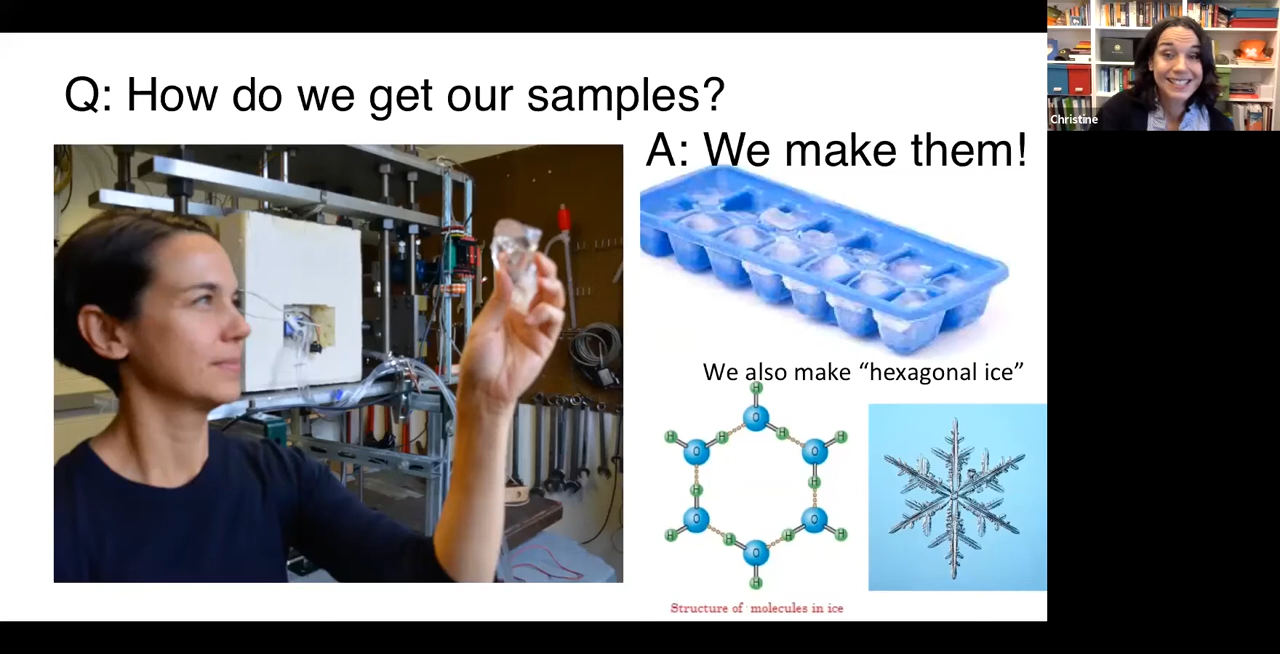 Q: How do we get our samples?
Christine
A: We make them!
We also make “hexagonal ice”
H
O
H H O H O H
H H
O O
H H H H
O
H
Structure of molecules in ice